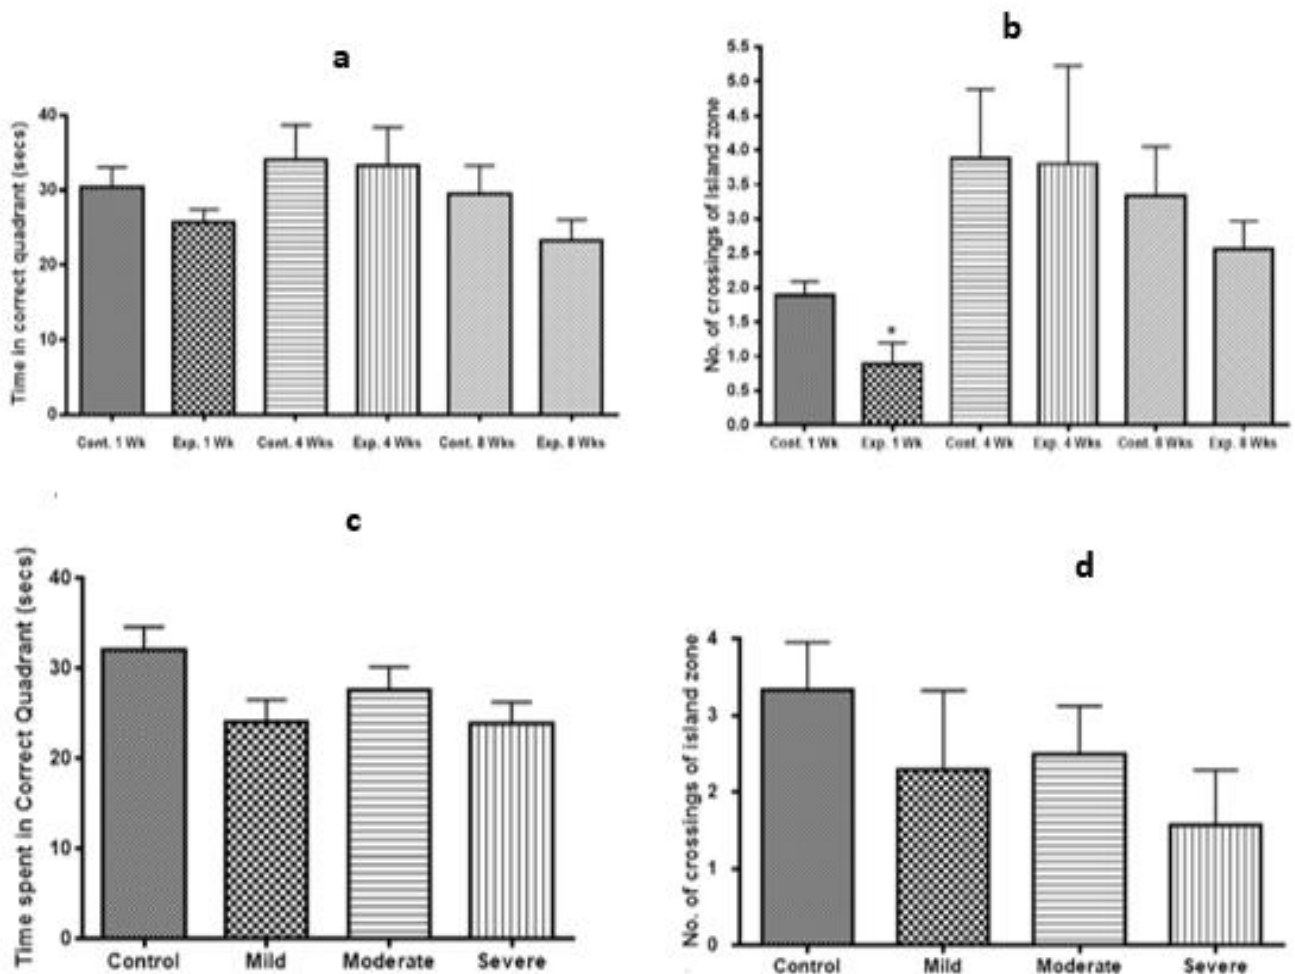 a
Time in correct quadrant (secs)
40
30
20
10
0
Cont. 1 Wk Exp. 1 Wk Cont. 4 Wks Exp. 4 Wks Cont. 8 Wks Exp. 8 Wks
b
No. of crossings of island zone
5.5
5.0
4.5
4.0
3.5
3.0
2.5
2.0
1.5
1.0
0.5
0.0
*
Cont. 1 Wk Exp. 1 Wk Cont. 4 Wk Exp. 4 Wks Cont. 8 Wks Exp. 8 Wks
c
Time spent in Correct Quadrant (secs)
40
30
20
10
0
Control Mild Moderate Severe
d
No. of crossings of island zone
4
3
2
1
0
Control Mild Moderate Severe